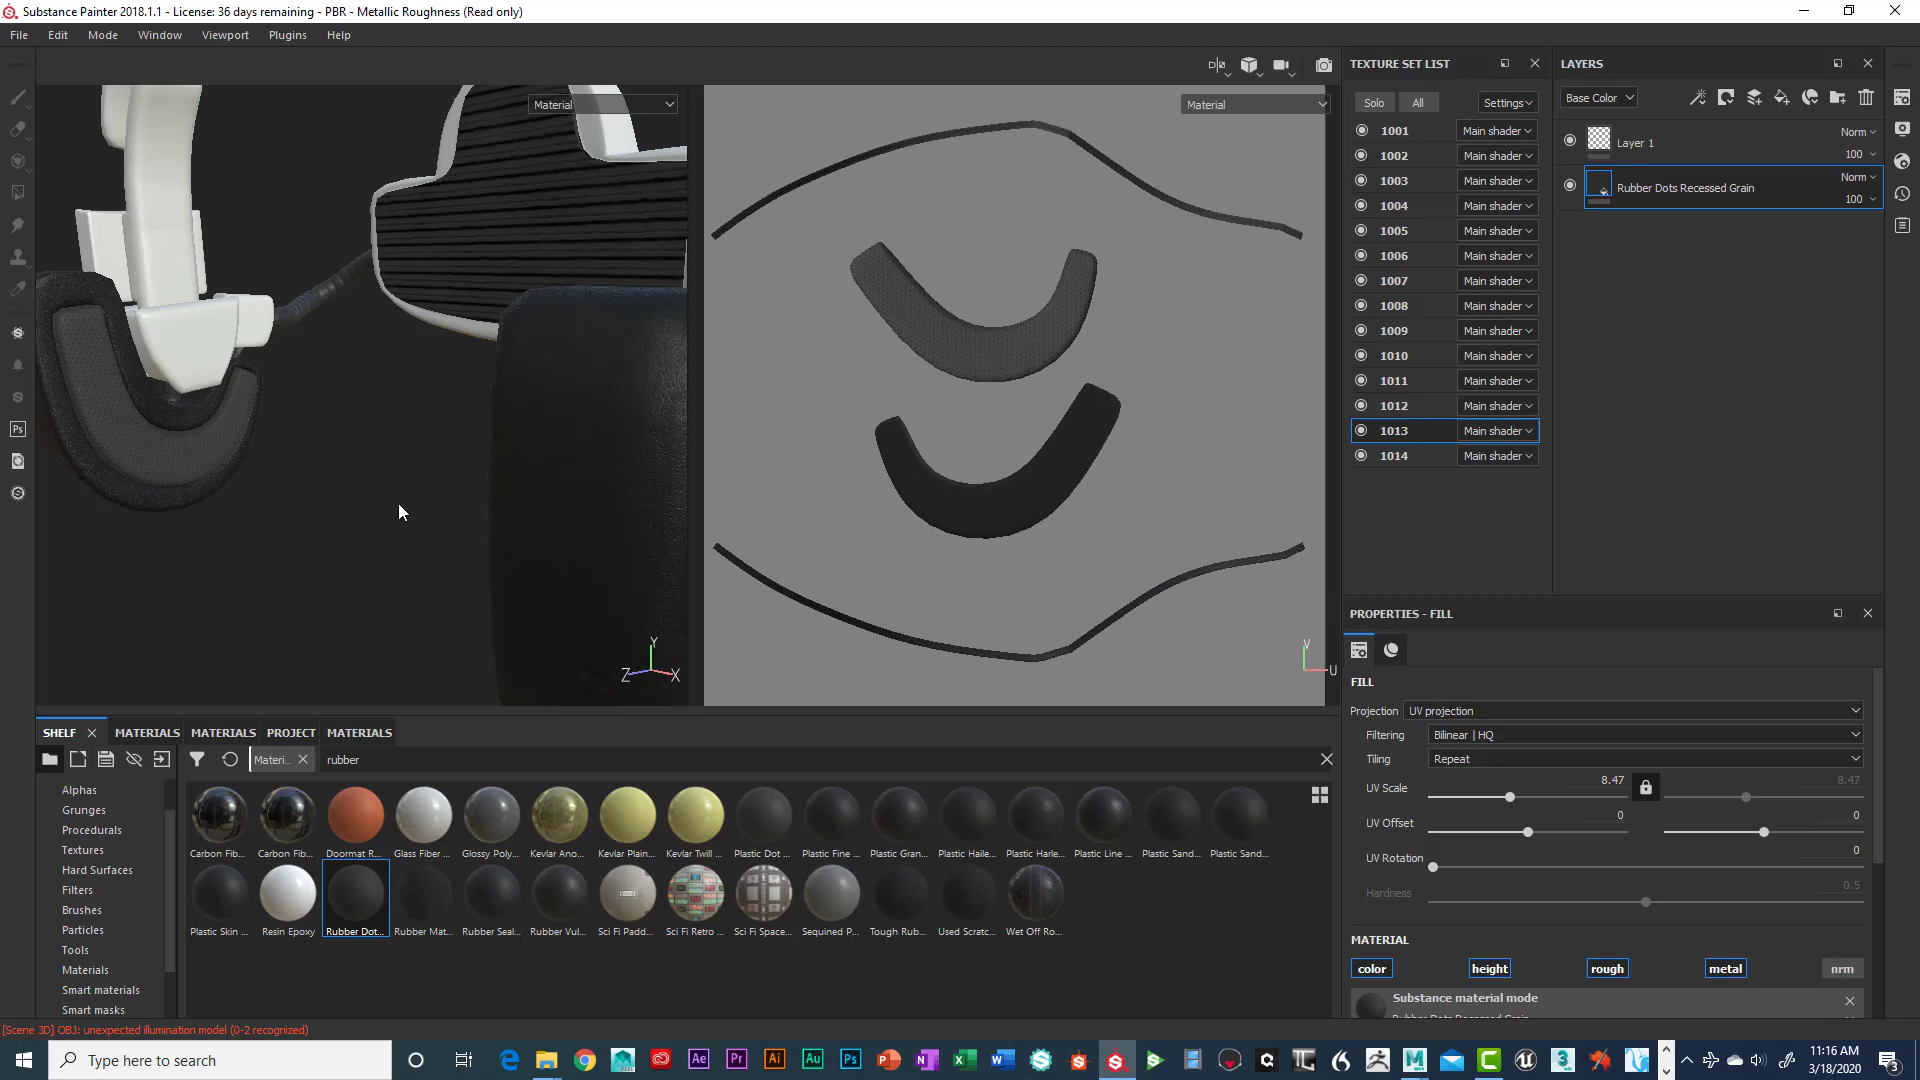 Substance Painter 2018.1.1 - License: 36 days remaining - PBR - Metallic Roughness (Read only)
File Edit Mode Window Viewport Plugins Help
Material
Material
Y
Z X
V
U
TEXTURE SET LIST
Solo All Settings
1001 Main shader
1002 Main shader
1003 Main shader
1004 Main shader
1005 Main shader
1006 Main shader
1007 Main shader
1008 Main shader
1009 Main shader
1010 Main shader
1011 Main shader
1012 Main shader
1013 Main shader
1014 Main shader
LAYERS
Base Color
Layer 1 Norm 100
Rubber Dots Recessed Grain Norm 100
PROPERTIES - FILL
FILL
Projection UV projection
Filtering Bilinear | HQ
Tiling Repeat
UV Scale 8.47 8.47
UV Offset 0 0
UV Rotation 0
Hardness 0.5
MATERIAL
color height rough metal nrm
Substance material mode
Rubber Dots Recessed Grain
SHELF MATERIALS MATERIALS PROJECT MATERIALS
Materi.. rubber
Alphas
Grunges
Procedurals
Textures
Hard Surfaces
Filters
Brushes
Particles
Tools
Materials
Smart materials
Smart masks
Carbon Fib... Carbon Fib... Doormat R... Glass Fiber ... Glossy Poly... Kevlar Ano... Kevlar Plain... Kevlar Twill ... Plastic Dot ... Plastic Fine ... Plastic Gran... Plastic Haile... Plastic Harle... Plastic Line ... Plastic Sand... Plastic Sand...
Plastic Skin ... Resin Epoxy Rubber Dot... Rubber Mat... Rubber Seal... Rubber Vul... Sci Fi Padd... Sci Fi Retro ... Sci Fi Space... Sequined P... Tough Rub... Used Scratc... Wet Off Ro...
[Scene 3D] OBJ: unexpected illumination model (0-2 recognized)
Type here to search
11:16 AM
3/18/2020
3